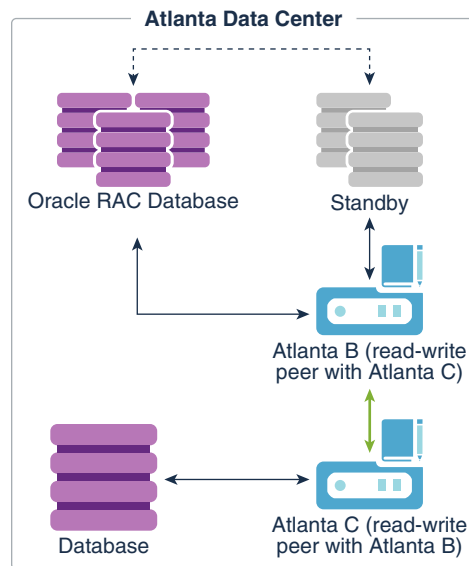 Atlanta Data Center
Oracle RAC Database
Standby
Atlanta B (read-write
peer with Atlanta C)
Database
Atlanta C (read-write
peer with Atlanta B)